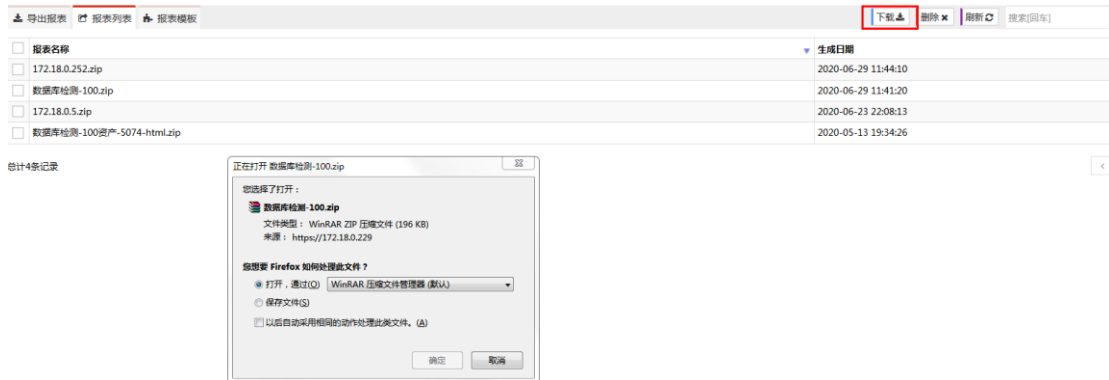 导出报表 报表列表 报表模板 下载 删除 刷新 搜索[回车]
报表名称 生成日期
172.18.0.252.zip 2020-06-29 11:44:10
数据库检测-100.zip 2020-06-29 11:41:20
172.18.0.5.zip 2020-06-23 22:08:13
数据库检测-100资产-5074-html.zip 2020-05-13 19:34:26
总计4条记录
正在打开 数据库检测-100.zip
您选择了打开：
数据库检测-100.zip
文件类型： WinRAR ZIP 压缩文件 (196 KB)
来源： https://172.18.0.229
您想要 Firefox 如何处理此文件？
打开，通过(O) WinRAR 压缩文件管理器 (默认)
保存文件(S)
以后自动采用相同的动作处理此类文件。(A)
确定 取消